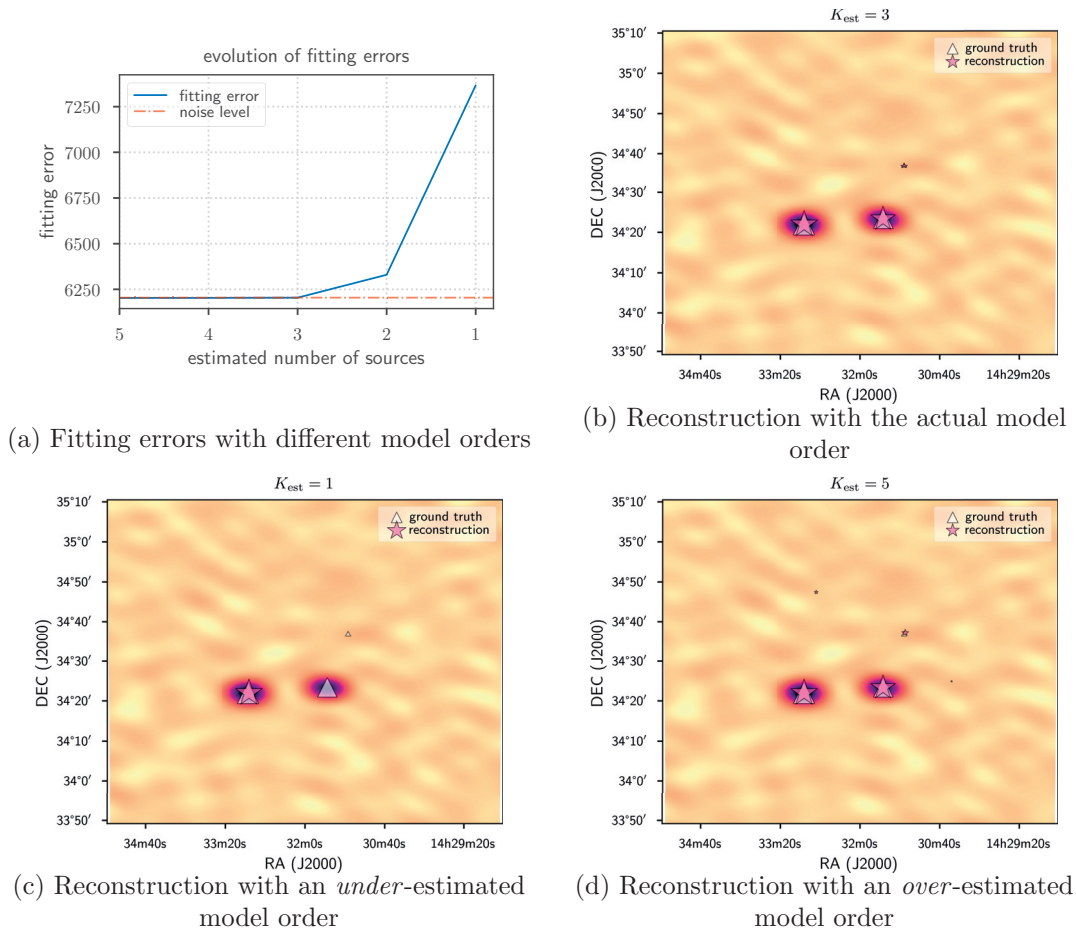 evolution of fitting errors
fitting error
noise level
7250
7000
6750
6500
6250
fitting error
5 4 3 2 1
estimated number of sources
(a) Fitting errors with different model orders
K_est = 3
ground truth
reconstruction
35°10′
35°0′
34°50′
34°40′
34°30′
34°20′
34°10′
34°0′
33°50′
DEC (J2000)
34m40s 33m20s 32m0s 30m40s 14h29m20s
RA (J2000)
(b) Reconstruction with the actual model
order
K_est = 1
ground truth
reconstruction
35°10′
35°0′
34°50′
34°40′
34°30′
34°20′
34°10′
34°0′
33°50′
DEC (J2000)
34m40s 33m20s 32m0s 30m40s 14h29m20s
RA (J2000)
(c) Reconstruction with an under-estimated
model order
K_est = 5
ground truth
reconstruction
35°10′
35°0′
34°50′
34°40′
34°30′
34°20′
34°10′
34°0′
33°50′
DEC (J2000)
34m40s 33m20s 32m0s 30m40s 14h29m20s
RA (J2000)
(d) Reconstruction with an over-estimated
model order